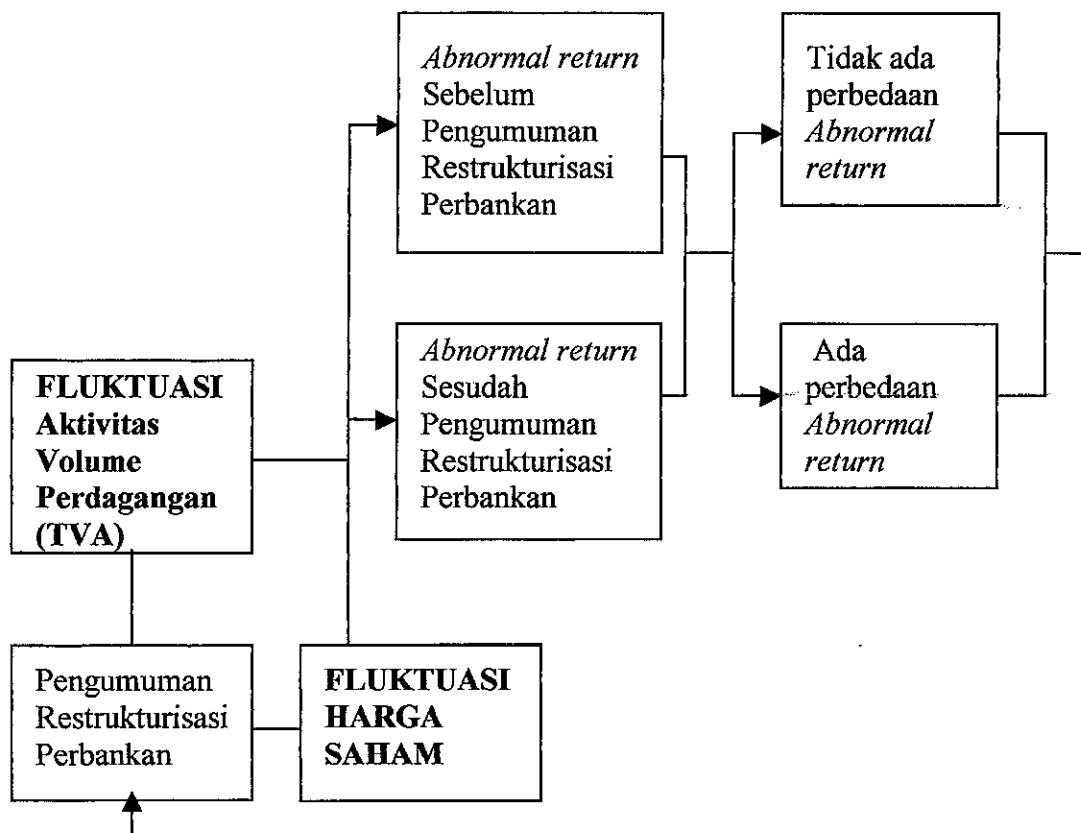 Abnormal return
Sebelum
Pengumuman
Restrukturisasi
Perbankan
Tidak ada
perbedaan
Abnormal
return
Abnormal return
Sesudah
Pengumuman
Restrukturisasi
Perbankan
Ada
perbedaan
Abnormal
return
FLUKTUASI
Aktivitas
Volume
Perdagangan
(TVA)
Pengumuman
Restrukturisasi
Perbankan
FLUKTUASI
HARGA
SAHAM